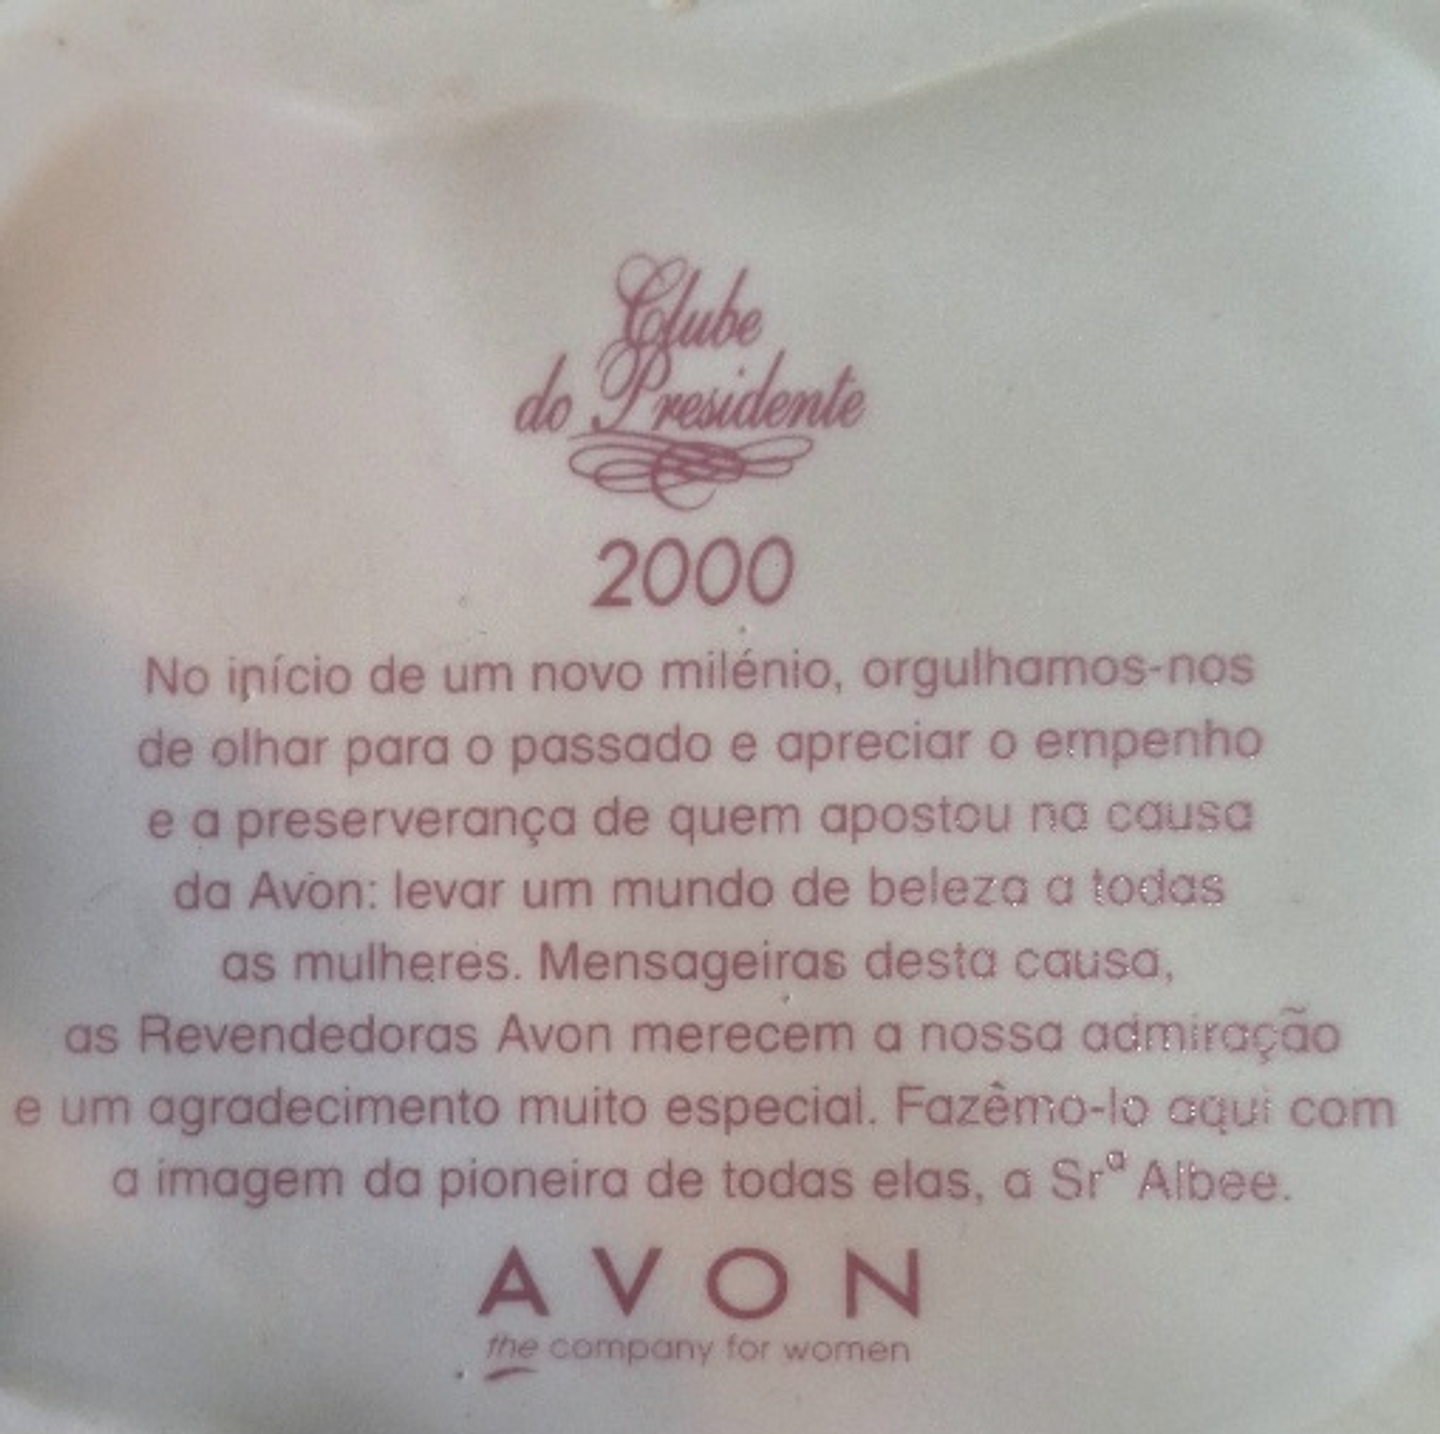 Clube
do Presidente
2000
No início de um novo milénio, orgulhamos-nos
de olhar para o passado e apreciar o empenho
e a preserverança de quem apostou na causa
da Avon: levar um mundo de beleza a todas
as mulheres. Mensageiras desta causa,
as Revendedoras Avon merecem a nossa admiração
e um agradecimento muito especial. Fazêmo-lo aqui com
a imagem da pioneira de todas elas, a Srª Albee.
AVON
the company for women